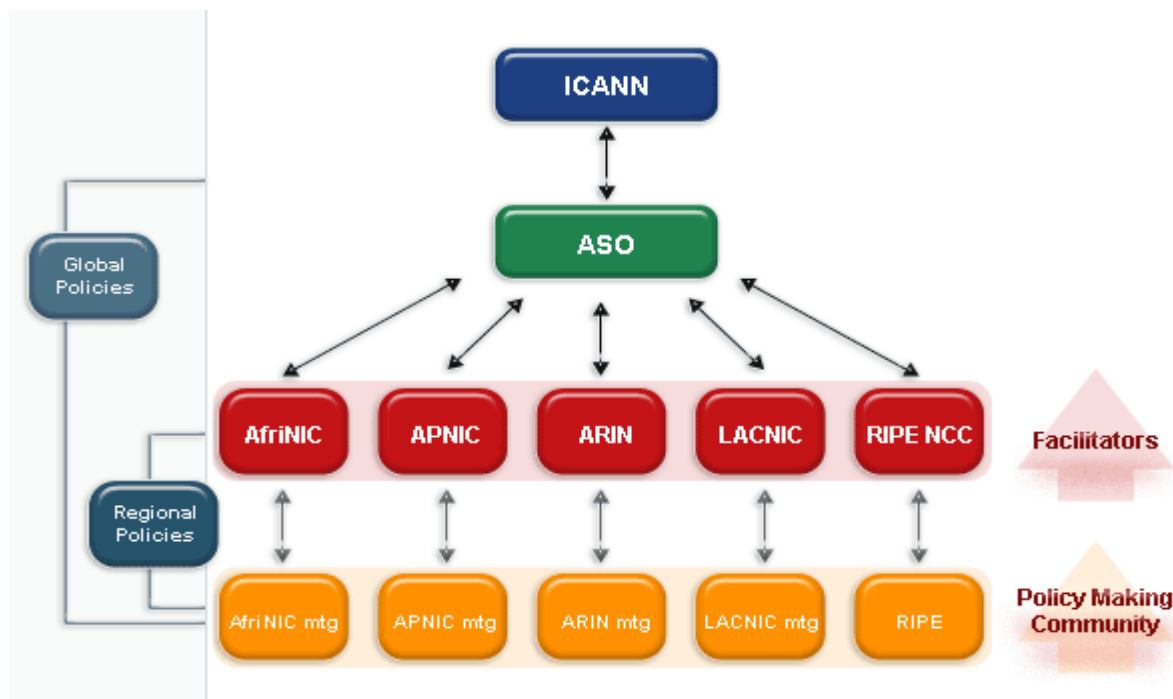 ICANN
ASO
Global
Policies
AfriNIC
APNIC
ARIN
LACNIC
RIPE NCC
Facilitators
Regional
Policies
AfriNIC mtg
APNIC mtg
ARIN mtg
LACNIC mtg
RIPE
Policy Making
Community